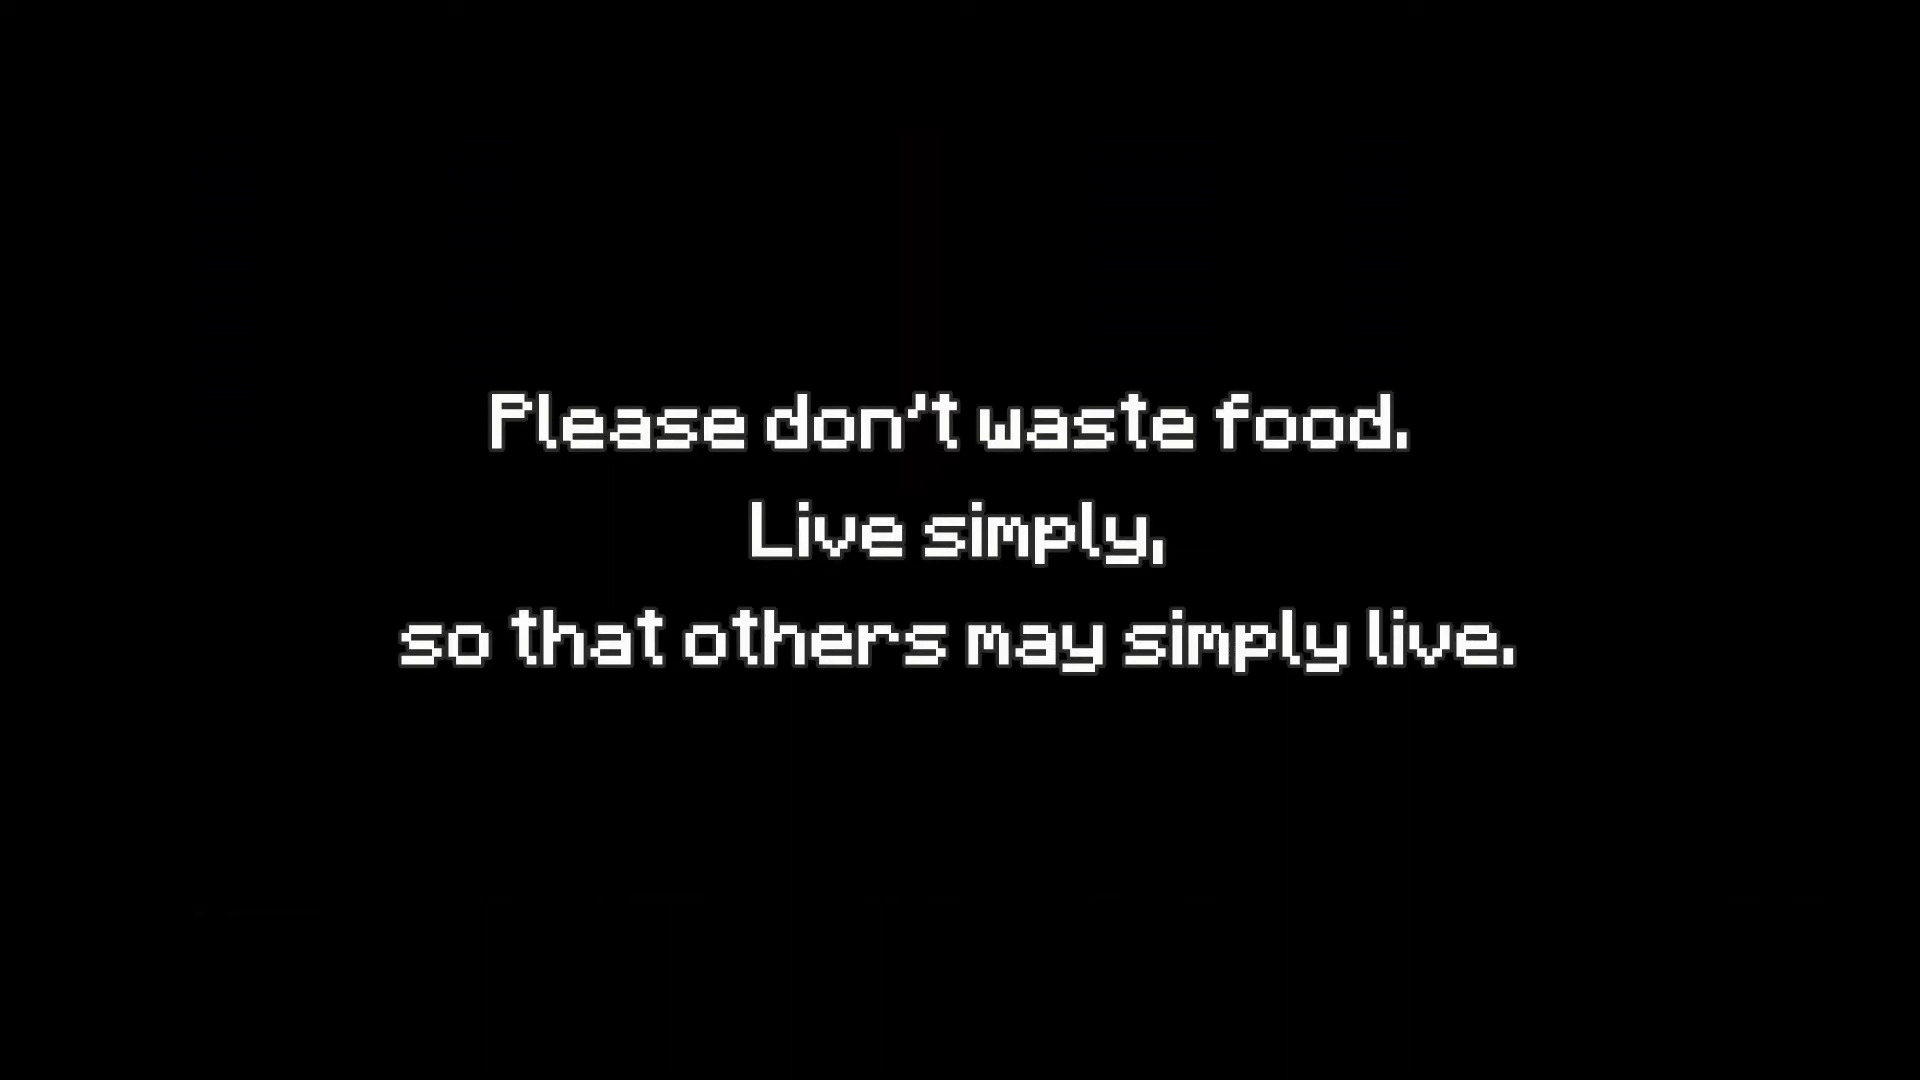 Please don't waste food.
Live simply,
so that others may simply live.